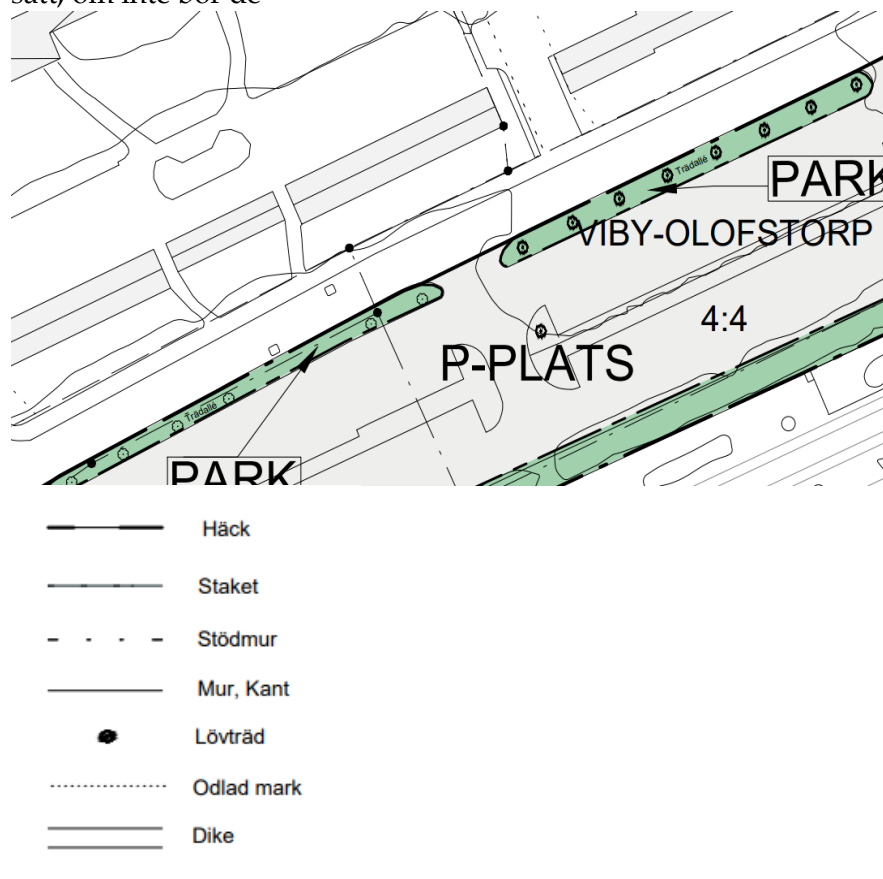 Trädallé
PARK
VIBY-OLOFSTORP
4:4
P-PLATS
Trädallé
PARK
Häck
Staket
Stödmur
Mur, Kant
Lövträd
Odlad mark
Dike